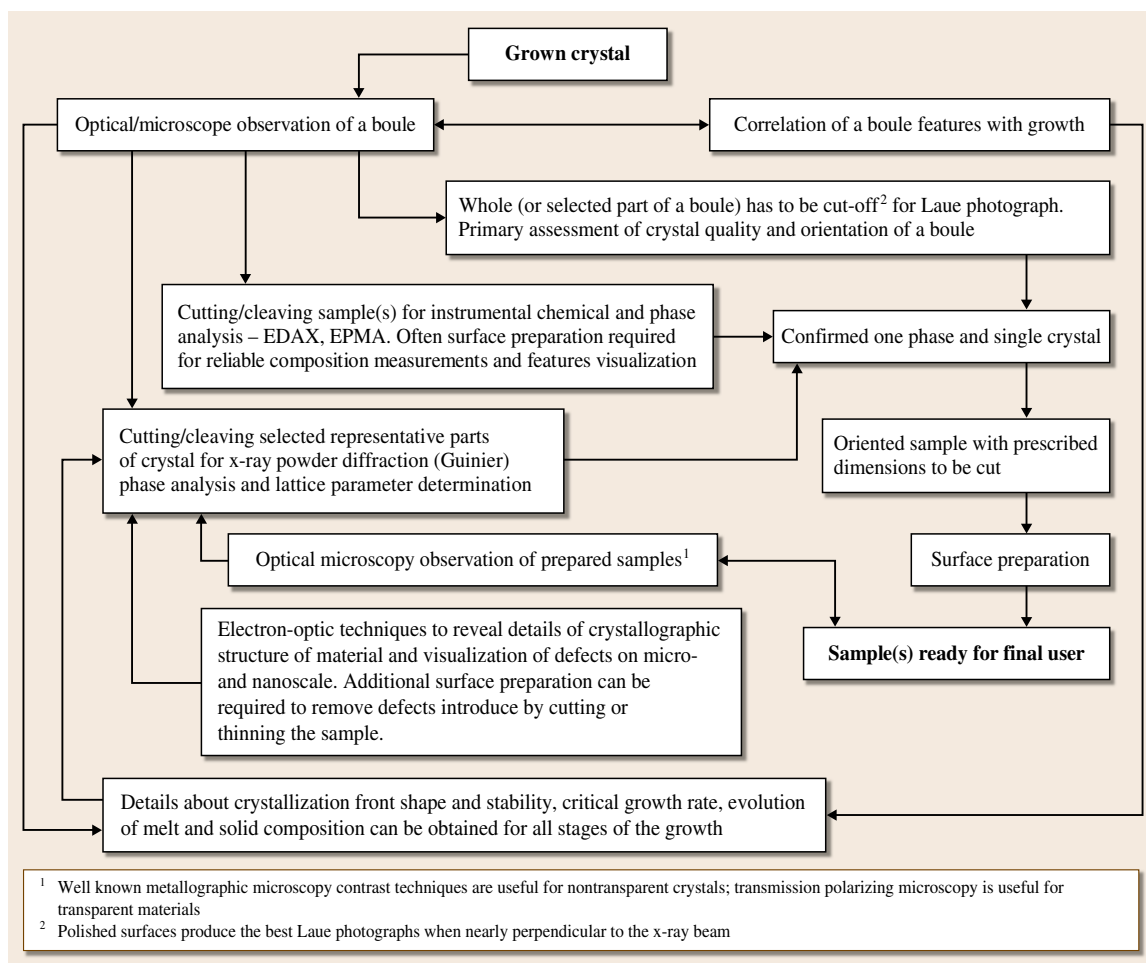 Grown crystal
Optical/microscope observation of a boule
Correlation of a boule features with growth
Whole (or selected part of a boule) has to be cut-off² for Laue photograph.
Primary assessment of crystal quality and orientation of a boule
Cutting/cleaving sample(s) for instrumental chemical and phase
analysis – EDAX, EPMA. Often surface preparation required
for reliable composition measurements and features visualization
Confirmed one phase and single crystal
Cutting/cleaving selected representative parts
of crystal for x-ray powder diffraction (Guinier)
phase analysis and lattice parameter determination
Oriented sample with prescribed
dimensions to be cut
Optical microscopy observation of prepared samples¹
Surface preparation
Electron-optic techniques to reveal details of crystallographic
structure of material and visualization of defects on micro-
and nanoscale. Additional surface preparation can be
required to remove defects introduce by cutting or
thinning the sample.
Sample(s) ready for final user
Details about crystallization front shape and stability, critical growth rate, evolution
of melt and solid composition can be obtained for all stages of the growth
¹ Well known metallographic microscopy contrast techniques are useful for nontransparent crystals; transmission polarizing microscopy is useful for
transparent materials
² Polished surfaces produce the best Laue photographs when nearly perpendicular to the x-ray beam